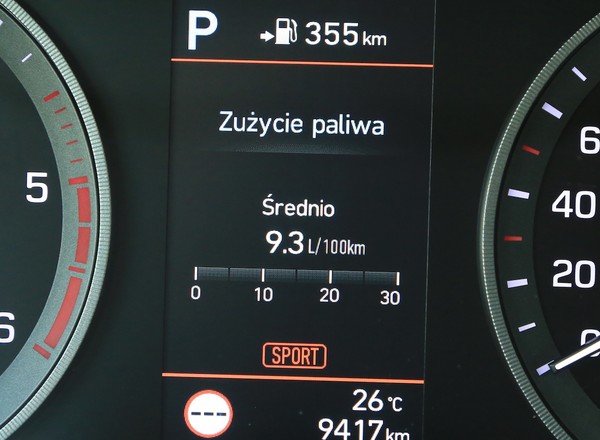 P 355 km
Zużycie paliwa
Średnio
9.3 L/100km
0 10 20 30
SPORT
26 °C
9417 km
5
6
6
40
20
0